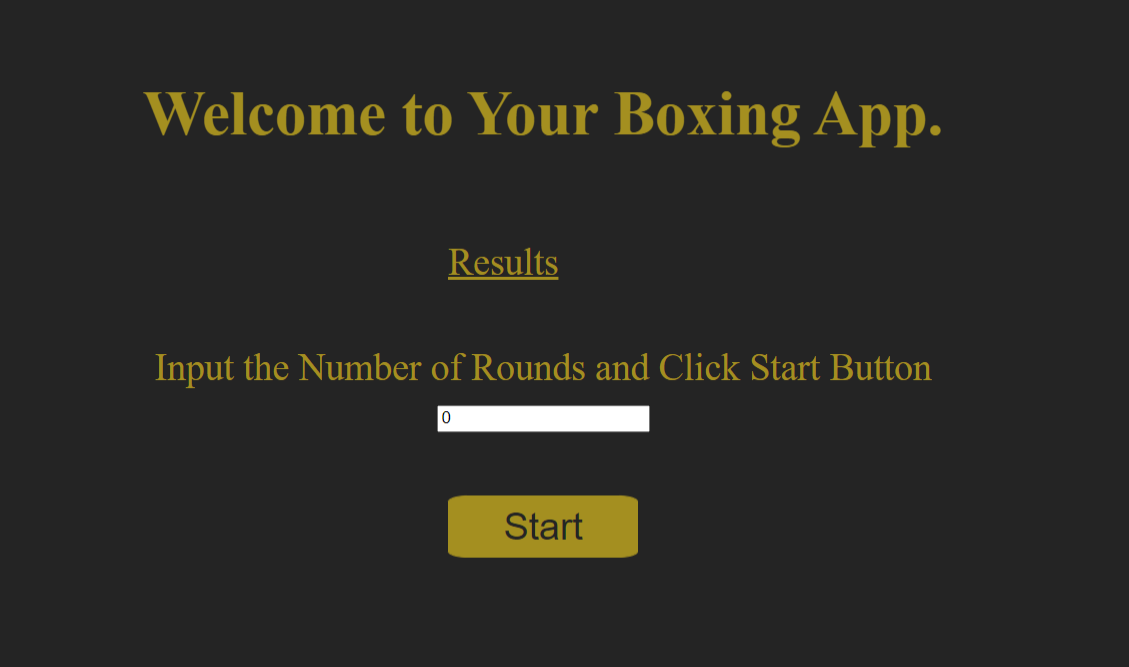 Welcome to Your Boxing App.
Results
Input the Number of Rounds and Click Start Button
0
Start